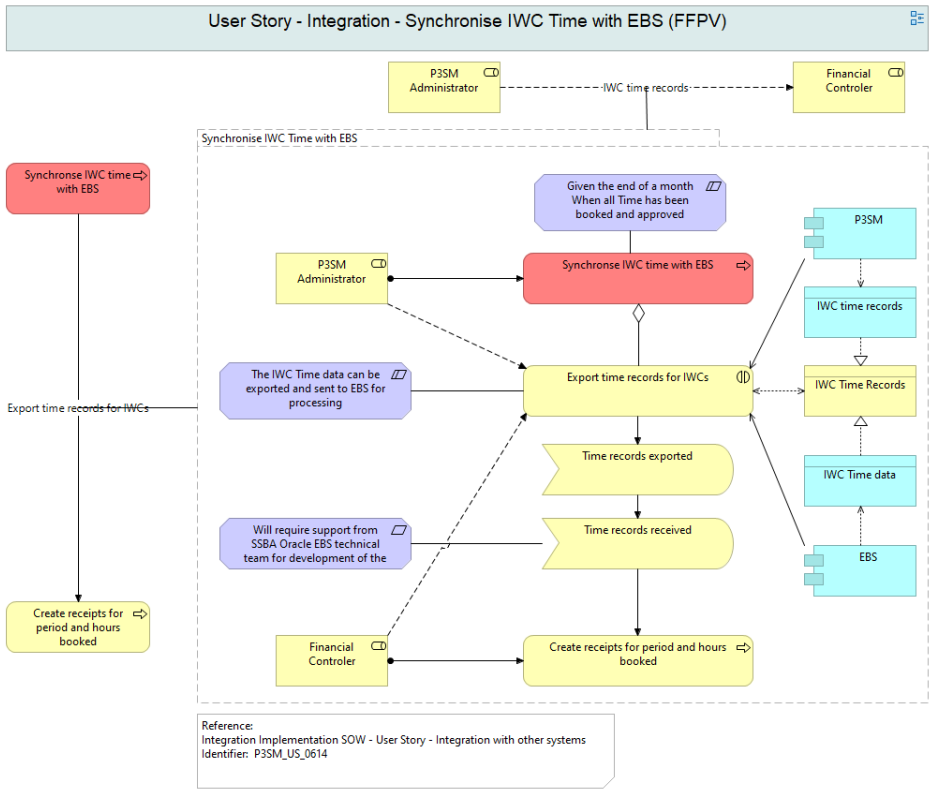 User Story - Integration - Synchronise IWC Time with EBS (FFPV)
P3SM
Administrator
IWC time records
Financial
Controler
Synchronise IWC Time with EBS
Synchronse IWC time
with EBS
Given the end of a month
When all Time has been
booked and approved
P3SM
P3SM
Administrator
Synchronse IWC time with EBS
IWC time records
The IWC Time data can be
exported and sent to EBS for
processing
Export time records for IWCs
IWC Time Records
Export time records for IWCs
Time records exported
IWC Time data
Will require support from
SSBA Oracle EBS technical
team for development of the
Time records received
EBS
Create receipts for
period and hours
booked
Financial
Controler
Create receipts for period and hours
booked
Reference:
Integration Implementation SOW - User Story - Integration with other systems
Identifier:  P3SM_US_0614